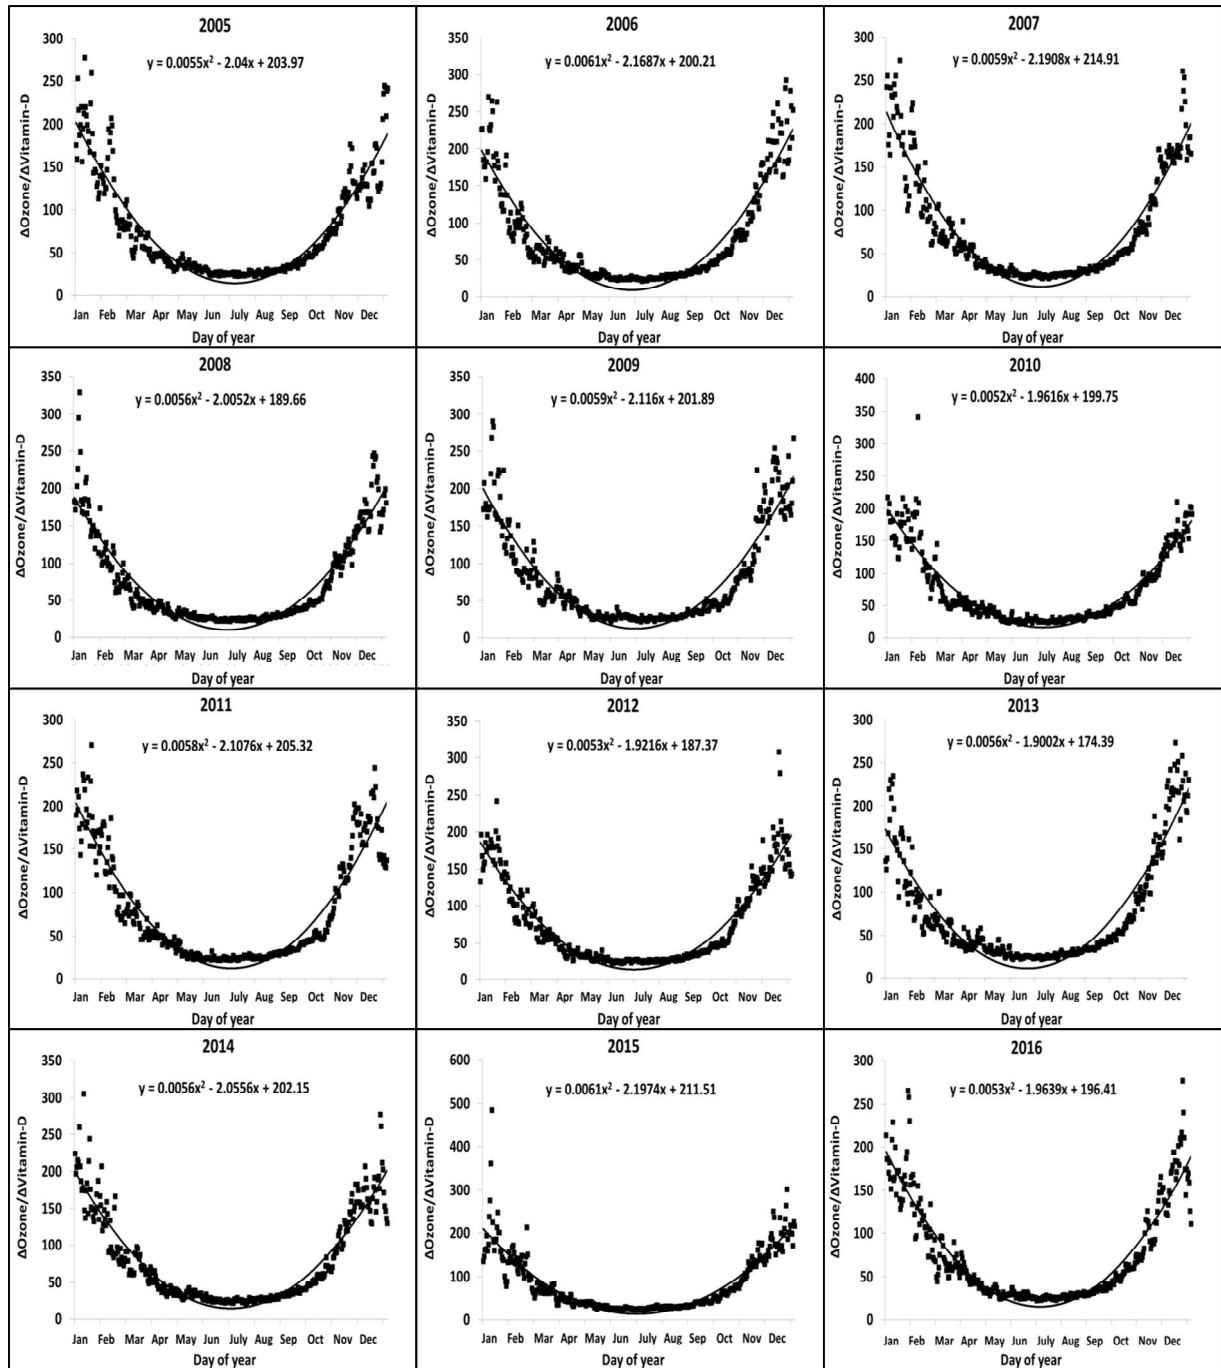 2005
y = 0.0055x² - 2.04x + 203.97
ΔOzone/ΔVitamin-D
300
250
200
150
100
50
0
Jan Feb Mar Apr May Jun July Aug Sep Oct Nov Dec
Day of year
2006
y = 0.0061x² - 2.1687x + 200.21
ΔOzone/ΔVitamin-D
350
300
250
200
150
100
50
0
Jan Feb Mar Apr May Jun July Aug Sep Oct Nov Dec
Day of year
2007
y = 0.0059x² - 2.1908x + 214.91
ΔOzone/ΔVitamin-D
300
250
200
150
100
50
0
Jan Feb Mar Apr May Jun July Aug Sep Oct Nov Dec
Day of year
2008
y = 0.0056x² - 2.0052x + 189.66
ΔOzone/ΔVitamin-D
350
300
250
200
150
100
50
0
Jan Feb Mar Apr May Jun July Aug Sep Oct Nov Dec
Day of year
2009
y = 0.0059x² - 2.116x + 201.89
ΔOzone/ΔVitamin-D
350
300
250
200
150
100
50
0
Jan Feb Mar Apr May Jun July Aug Sep Oct Nov Dec
Day of year
2010
y = 0.0052x² - 1.9616x + 199.75
ΔOzone/ΔVitamin-D
400
350
300
250
200
150
100
50
0
Jan Feb Mar Apr May Jun July Aug Sep Oct Nov Dec
Day of year
2011
y = 0.0058x² - 2.1076x + 205.32
ΔOzone/ΔVitamin-D
300
250
200
150
100
50
0
Jan Feb Mar Apr May Jun July Aug Sep Oct Nov Dec
Day of year
2012
y = 0.0053x² - 1.9216x + 187.37
ΔOzone/ΔVitamin-D
350
300
250
200
150
100
50
0
Jan Feb Mar Apr May Jun July Aug Sep Oct Nov Dec
Day of year
2013
y = 0.0056x² - 1.9002x + 174.39
ΔOzone/ΔVitamin-D
300
250
200
150
100
50
0
Jan Feb Mar Apr May Jun July Aug Sep Oct Nov Dec
Day of year
2014
y = 0.0056x² - 2.0556x + 202.15
ΔOzone/ΔVitamin-D
350
300
250
200
150
100
50
0
Jan Feb Mar Apr May Jun July Aug Sep Oct Nov Dec
Day of year
2015
y = 0.0061x² - 2.1974x + 211.51
ΔOzone/ΔVitamin-D
600
500
400
300
200
100
0
Jan Feb Mar Apr May Jun July Aug Sep Oct Nov Dec
Day of year
2016
y = 0.0053x² - 1.9639x + 196.41
ΔOzone/ΔVitamin-D
300
250
200
150
100
50
0
Jan Feb Mar Apr May Jun July Aug Sep Oct Nov Dec
Day of year